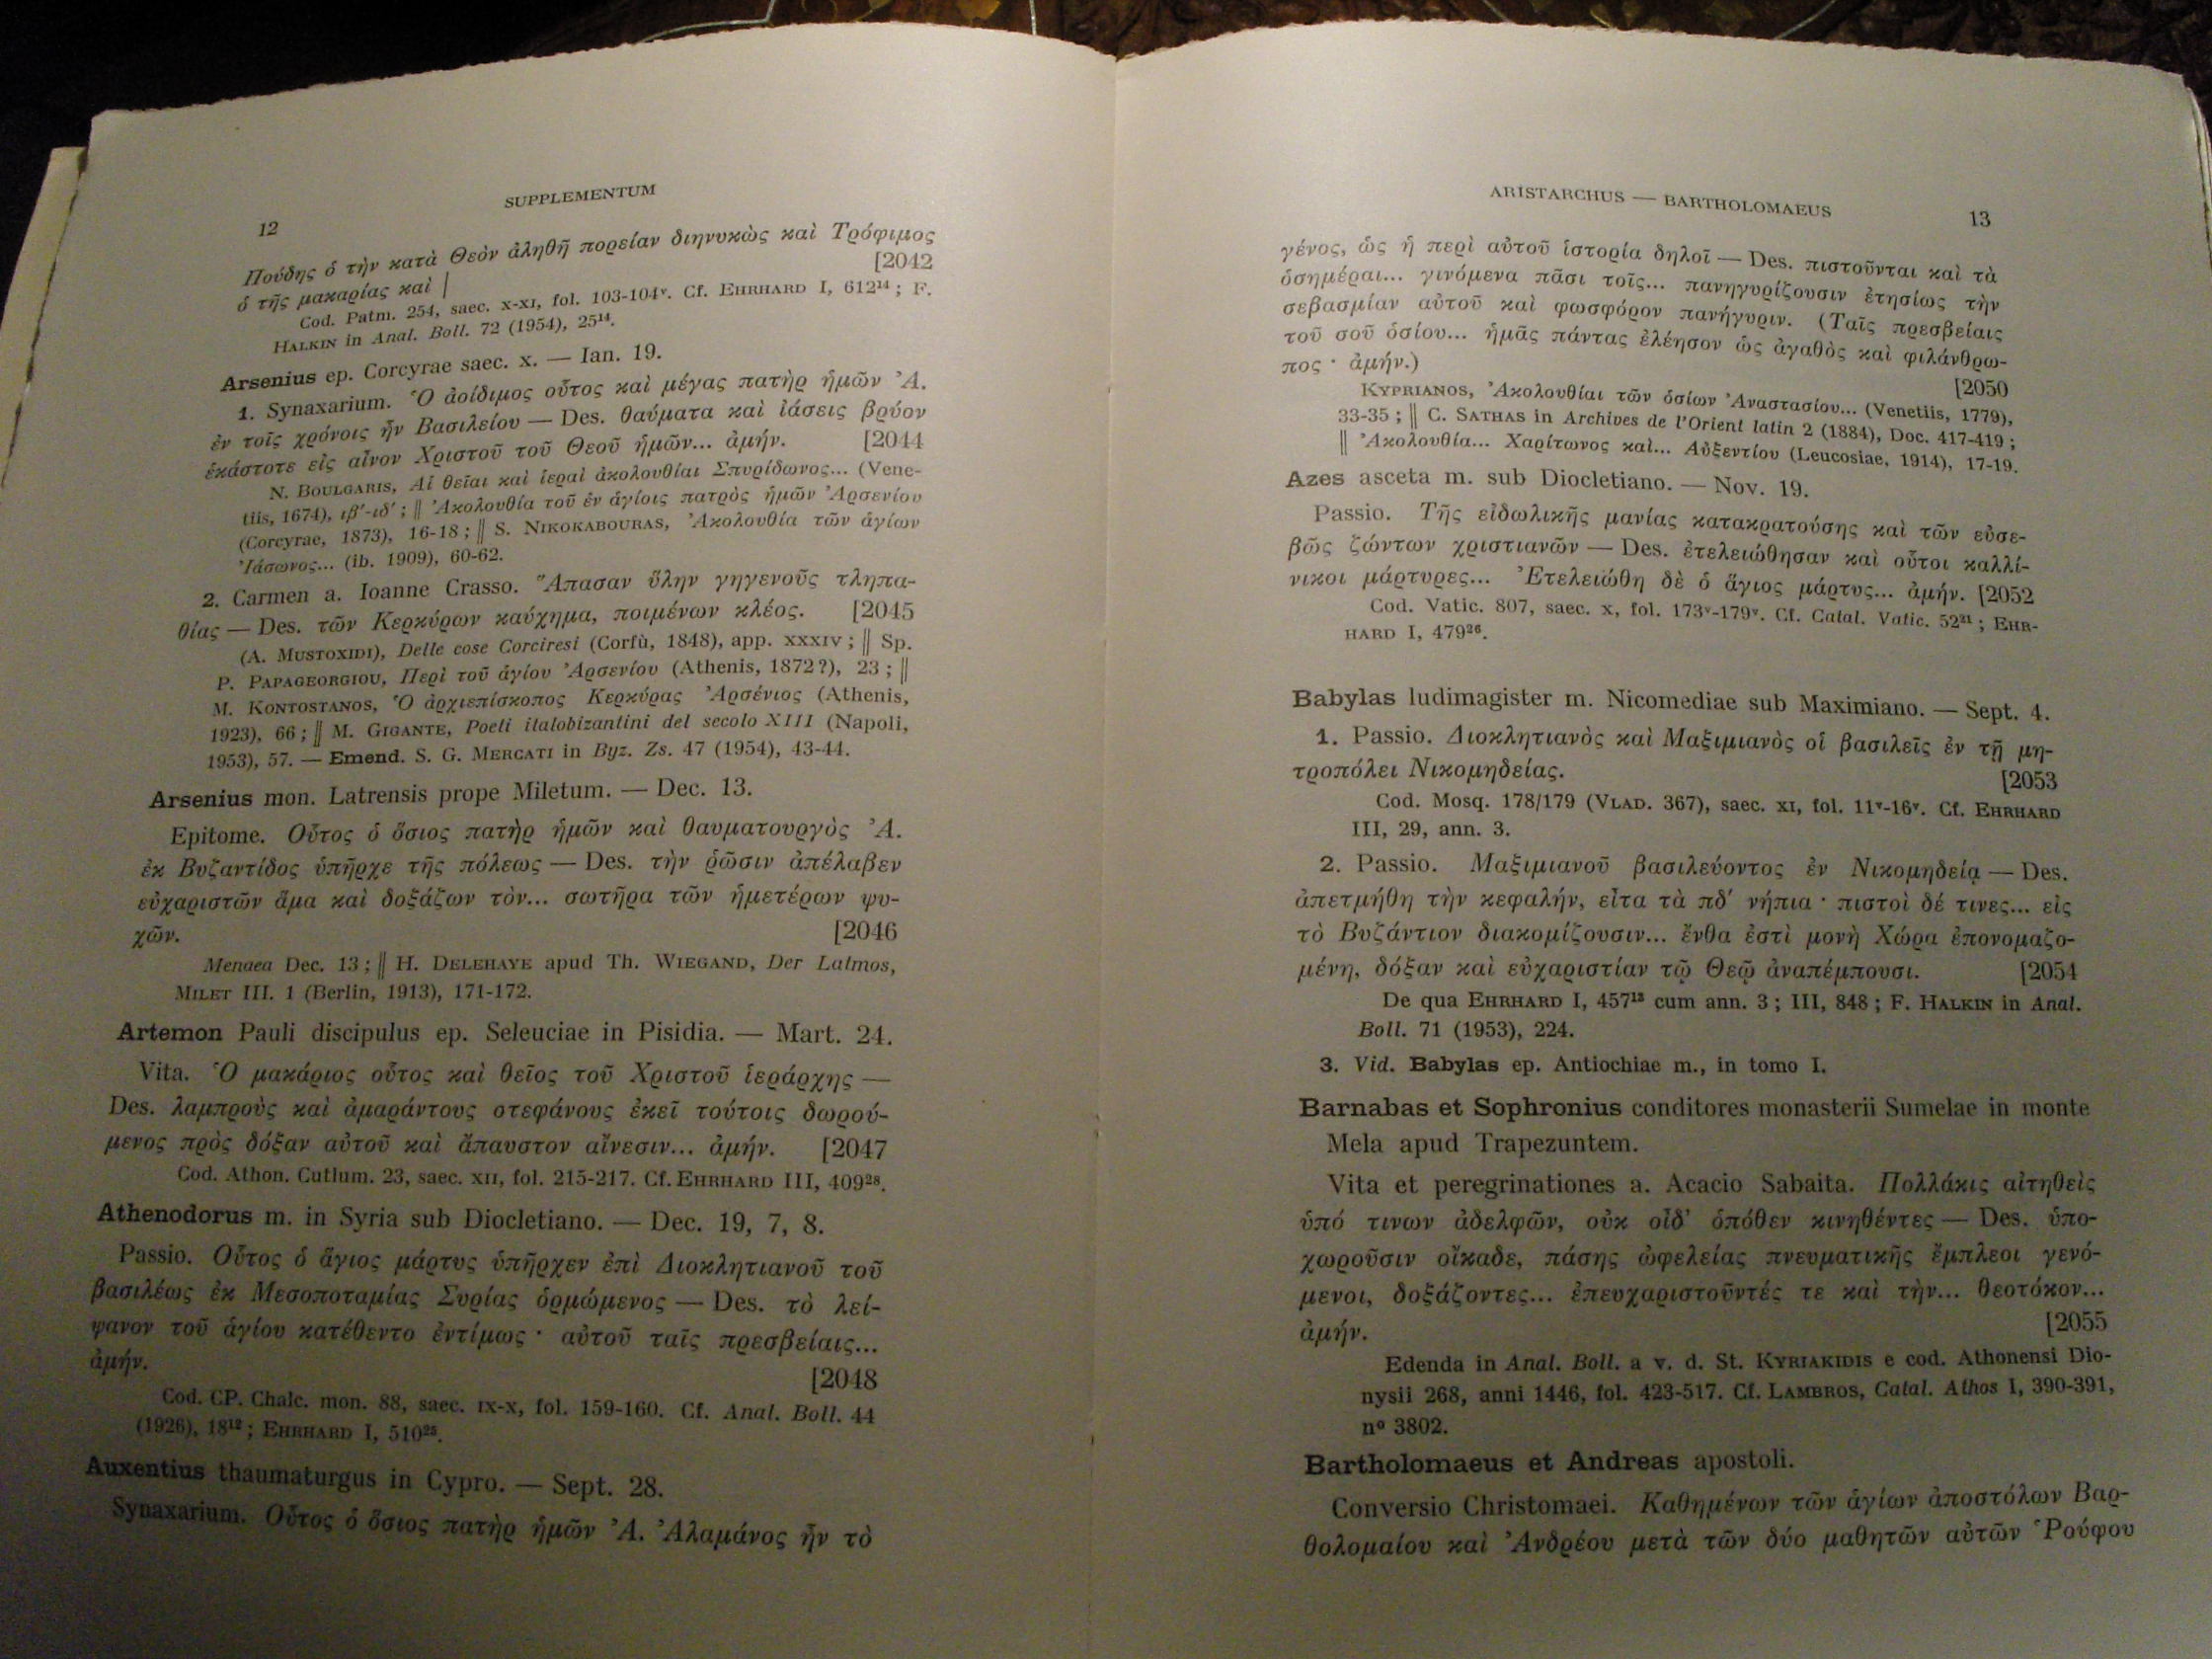 SUPPLEMENTUM
12
Πούδης ὁ τὴν κατὰ Θεὸν ἀληθῆ πορείαν διηνυκὼς καὶ Τρόφιμος
ὁ τῆς μακαρίας καὶ | [2042
Cod. Patm. 254, saec. x-xi, fol. 103-104ᵛ. Cf. EHRHARD I, 612¹⁴ ; F.
HALKIN in Anal. Boll. 72 (1954), 25¹⁴.
Arsenius ep. Corcyrae saec. x. — Ian. 19.
1. Synaxarium. Ὁ ἀοίδιμος οὗτος καὶ μέγας πατὴρ ἡμῶν Ἀ.
ἐν τοῖς χρόνοις ἦν Βασιλείου — Des. θαύματα καὶ ἰάσεις βρύον
ἑκάστοτε εἰς αἶνον Χριστοῦ τοῦ Θεοῦ ἡμῶν... ἀμήν. [2044
N. BOULGARIS, Αἱ θεῖαι καὶ ἱεραὶ ἀκολουθίαι Σπυρίδωνος... (Vene-
tiis, 1674), ιβ′-ιδ′ ; || Ἀκολουθία τοῦ ἐν ἁγίοις πατρὸς ἡμῶν Ἀρσενίου
(Corcyrae, 1873), 16-18 ; || S. NIKOKABOURAS, Ἀκολουθία τῶν ἁγίων
Ἰάσωνος... (ib. 1909), 60-62.
2. Carmen a. Ioanne Crasso. Ἅπασαν ὕλην γηγενοῦς τληπα-
θίας — Des. τῶν Κερκύρων καύχημα, ποιμένων κλέος. [2045
(A. MUSTOXIDI), Delle cose Corciresi (Corfù, 1848), app. XXXIV ; || Sp.
P. PAPAGEORGIOU, Περὶ τοῦ ἁγίου Ἀρσενίου (Athenis, 1872?), 23 ; ||
M. KONTOSTANOS, Ὁ ἀρχιεπίσκοπος Κερκύρας Ἀρσένιος (Athenis,
1923), 66 ; || M. GIGANTE, Poeti italobizantini del secolo XIII (Napoli,
1953), 57. — Emend. S. G. MERCATI in Byz. Zs. 47 (1954), 43-44.
Arsenius mon. Latrensis prope Miletum. — Dec. 13.
Epitome. Οὗτος ὁ ὅσιος πατὴρ ἡμῶν καὶ θαυματουργὸς Ἀ.
ἐκ Βυζαντίδος ὑπῆρχε τῆς πόλεως — Des. τὴν ῥῶσιν ἀπέλαβεν
εὐχαριστῶν ἅμα καὶ δοξάζων τὸν... σωτῆρα τῶν ἡμετέρων ψυ-
χῶν. [2046
Menaea Dec. 13 ; || H. DELEHAYE apud Th. WIEGAND, Der Latmos,
MILET III. 1 (Berlin, 1913), 171-172.
Artemon Pauli discipulus ep. Seleuciae in Pisidia. — Mart. 24.
Vita. Ὁ μακάριος οὗτος καὶ θεῖος τοῦ Χριστοῦ ἱεράρχης —
Des. λαμπροὺς καὶ ἀμαράντους στεφάνους ἐκεῖ τούτοις δωρού-
μενος πρὸς δόξαν αὐτοῦ καὶ ἄπαυστον αἴνεσιν... ἀμήν. [2047
Cod. Athon. Cutlum. 23, saec. XII, fol. 215-217. Cf. EHRHARD III, 409²⁸.
Athenodorus m. in Syria sub Diocletiano. — Dec. 19, 7, 8.
Passio. Οὗτος ὁ ἅγιος μάρτυς ὑπῆρχεν ἐπὶ Διοκλητιανοῦ τοῦ
βασιλέως ἐκ Μεσοποταμίας Συρίας ὁρμώμενος — Des. τὸ λεί-
ψανον τοῦ ἁγίου κατέθεντο ἐντίμως · αὐτοῦ ταῖς πρεσβείαις...
ἀμήν. [2048
Cod. CP. Chalc. mon. 88, saec. IX-X, fol. 159-160. Cf. Anal. Boll. 44
(1926), 18¹² ; EHRHARD I, 510²⁵.
Auxentius thaumaturgus in Cypro. — Sept. 28.
Synaxarium. Οὗτος ὁ ὅσιος πατὴρ ἡμῶν Ἀ. Ἀλαμάνος ἦν τὸ
ARISTARCHUS — BARTHOLOMAEUS
13
γένος, ὡς ἡ περὶ αὐτοῦ ἱστορία δηλοῖ — Des. πιστοῦνται καὶ τὰ
ὁσημέραι... γινόμενα πᾶσι τοῖς... πανηγυρίζουσιν ἐτησίως τὴν
σεβασμίαν αὐτοῦ καὶ φωσφόρον πανήγυριν. (Ταῖς πρεσβείαις
τοῦ σοῦ ὁσίου... ἡμᾶς πάντας ἐλέησον ὡς ἀγαθὸς καὶ φιλάνθρω-
πος · ἀμήν.) [2050
KYPRIANOS, Ἀκολουθίαι τῶν ὁσίων Ἀναστασίου... (Venetiis, 1779),
33-35 ; || C. SATHAS in Archives de l'Orient latin 2 (1884), Doc. 417-419 ;
|| Ἀκολουθία... Χαρίτωνος καὶ... Αὐξεντίου (Leucosiae, 1914), 17-19.
Azes asceta m. sub Diocletiano. — Nov. 19.
Passio. Τῆς εἰδωλικῆς μανίας κατακρατούσης καὶ τῶν εὐσε-
βῶς ζώντων χριστιανῶν — Des. ἐτελειώθησαν καὶ οὗτοι καλλί-
νικοι μάρτυρες... Ἐτελειώθη δὲ ὁ ἅγιος μάρτυς... ἀμήν. [2052
Cod. Vatic. 807, saec. x, fol. 173ᵛ-179ᵛ. Cf. Catal. Vatic. 52²¹ ; EHR-
HARD I, 479²⁶.
Babylas ludimagister m. Nicomediae sub Maximiano. — Sept. 4.
1. Passio. Διοκλητιανὸς καὶ Μαξιμιανὸς οἱ βασιλεῖς ἐν τῇ μη-
τροπόλει Νικομηδείας. [2053
Cod. Mosq. 178/179 (VLAD. 367), saec. XI, fol. 11ᵛ-16ᵛ. Cf. EHRHARD
III, 29, ann. 3.
2. Passio. Μαξιμιανοῦ βασιλεύοντος ἐν Νικομηδείᾳ — Des.
ἀπετμήθη τὴν κεφαλήν, εἶτα τὰ πδ′ νήπια · πιστοὶ δέ τινες... εἰς
τὸ Βυζάντιον διακομίζουσιν... ἔνθα ἐστὶ μονὴ Χώρα ἐπονομαζο-
μένη, δόξαν καὶ εὐχαριστίαν τῷ Θεῷ ἀναπέμπουσι. [2054
De qua EHRHARD I, 457¹³ cum ann. 3 ; III, 848 ; F. HALKIN in Anal.
Boll. 71 (1953), 224.
3. Vid. Babylas ep. Antiochiae m., in tomo I.
Barnabas et Sophronius conditores monasterii Sumelae in monte
Mela apud Trapezuntem.
Vita et peregrinationes a. Acacio Sabaita. Πολλάκις αἰτηθεὶς
ὑπό τινων ἀδελφῶν, οὐκ οἶδ' ὁπόθεν κινηθέντες — Des. ὑπο-
χωροῦσιν οἴκαδε, πάσης ὠφελείας πνευματικῆς ἔμπλεοι γενό-
μενοι, δοξάζοντες... ἐπευχαριστοῦντές τε καὶ τὴν... θεοτόκον...
ἀμήν. [2055
Edenda in Anal. Boll. a v. d. St. KYRIAKIDIS e cod. Athonensi Dio-
nysii 268, anni 1446, fol. 423-517. Cf. LAMBROS, Catal. Athos I, 390-391,
nº 3802.
Bartholomaeus et Andreas apostoli.
Conversio Christomaei. Καθημένων τῶν ἁγίων ἀποστόλων Βαρ-
θολομαίου καὶ Ἀνδρέου μετὰ τῶν δύο μαθητῶν αὐτῶν Ῥούφου